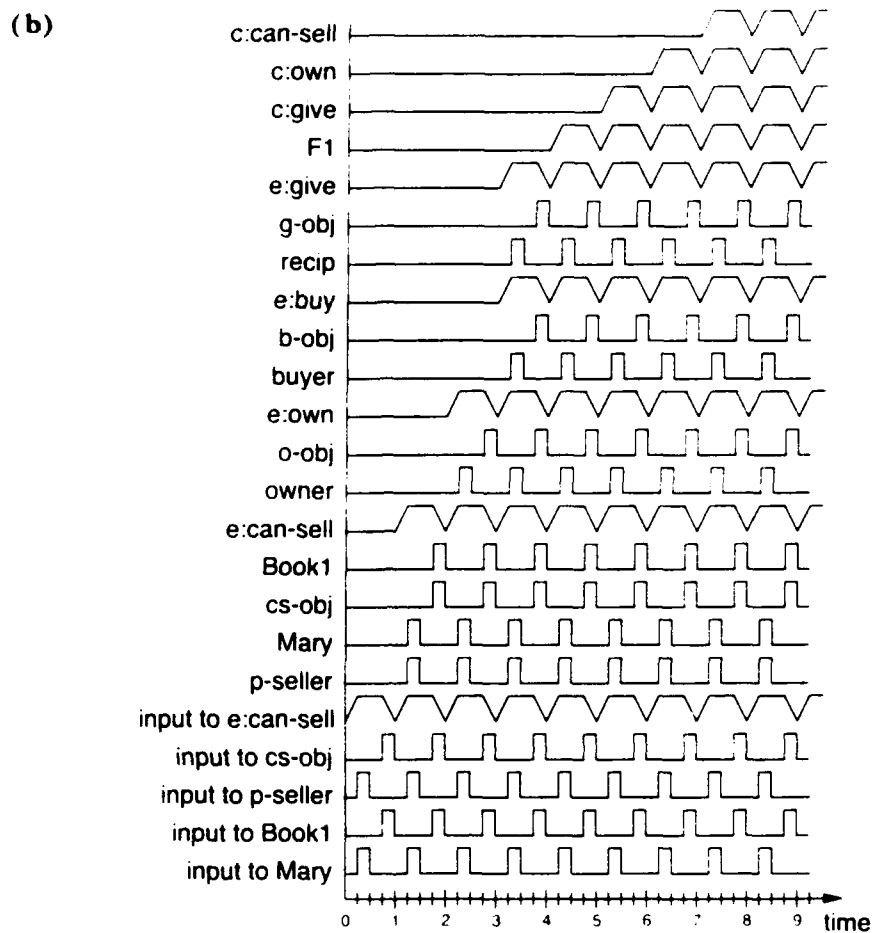 (b)
c:can-sell
c:own
c:give
F1
e:give
g-obj
recip
e:buy
b-obj
buyer
e:own
o-obj
owner
e:can-sell
Book1
cs-obj
Mary
p-seller
input to e:can-sell
input to cs-obj
input to p-seller
input to Book1
input to Mary
0 1 2 3 4 5 6 7 8 9 time